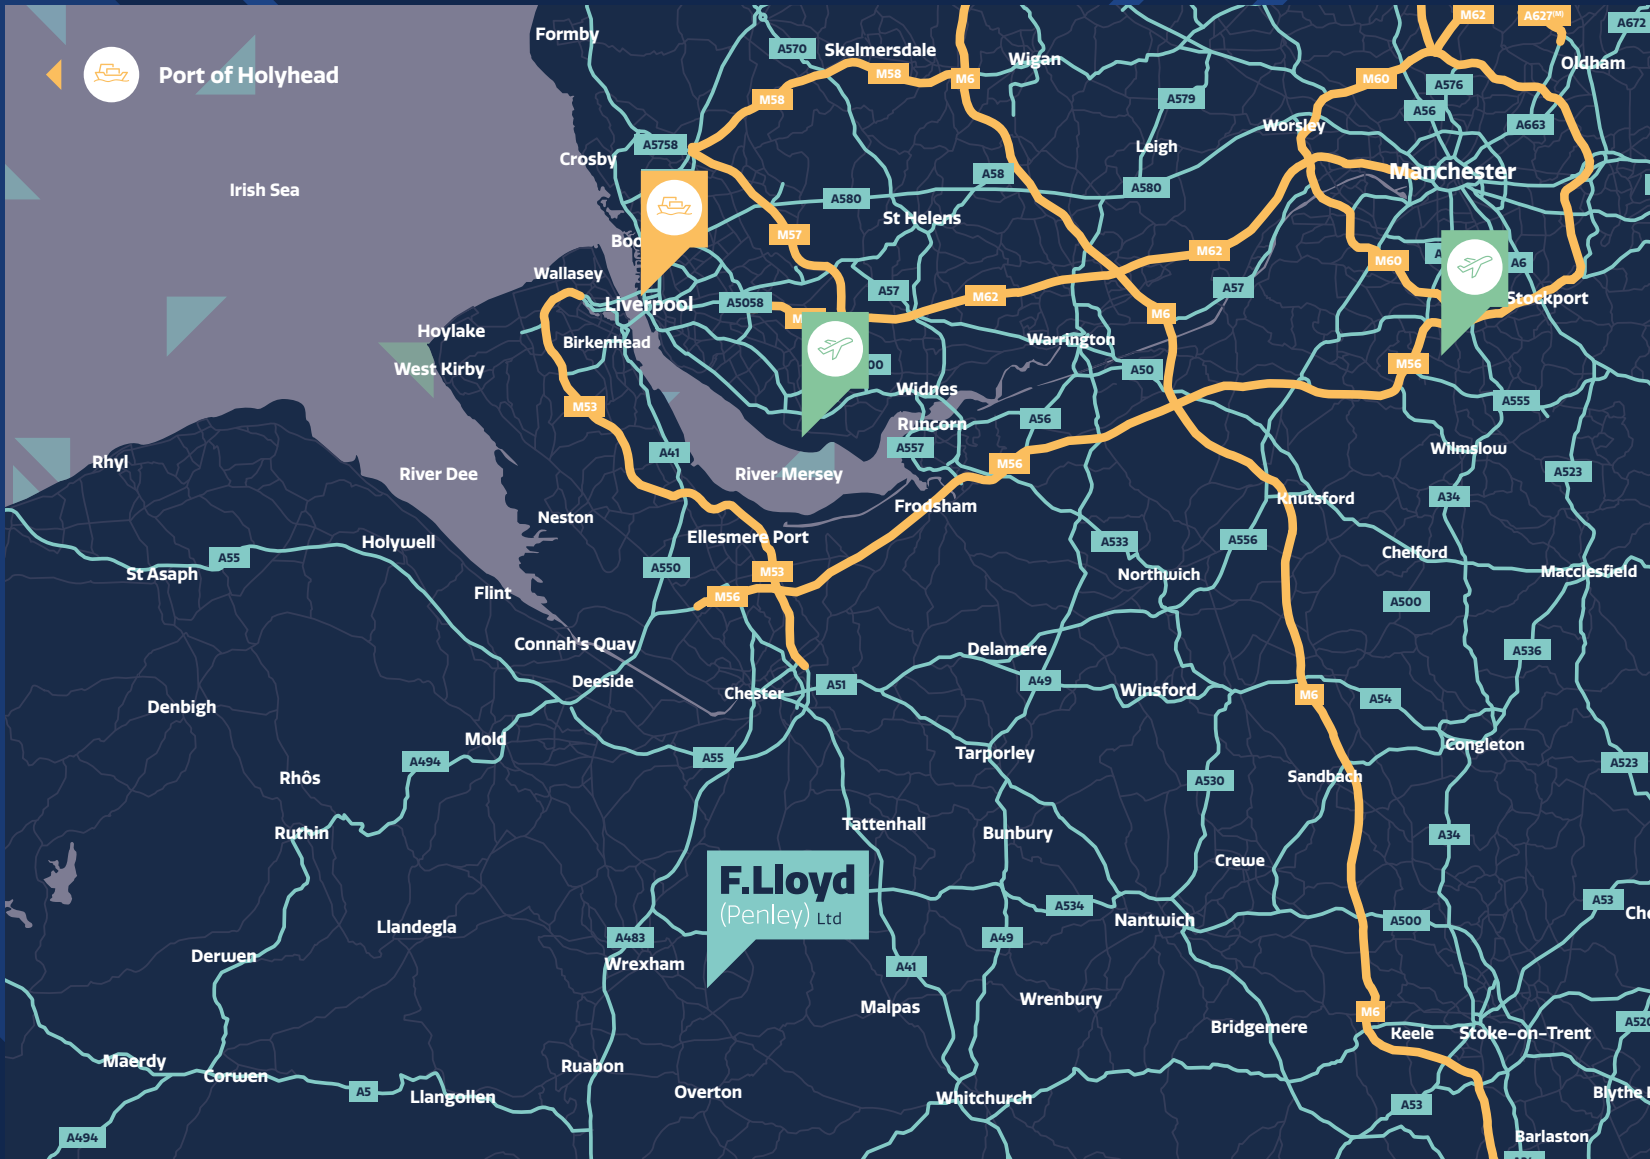 Formby
A570
Skelmersdale
M58
M6
Wigan
M62
A627(M)
A672
Oldham
Port of Holyhead
M58
A579
M60
A576
A56
A663
Worsley
A5758
Crosby
Leigh
Manchester
A58
A580
A580
Irish Sea
St Helens
M57
M62
M60
A6
Wallasey
A57
M62
A57
Stockport
Liverpool
A5058
M6
Hoylake
Birkenhead
Warrington
West Kirby
A50
M56
Widnes
A555
M53
Runcorn
A56
A557
Wilmslow
A41
Rhyl
River Dee
River Mersey
M56
A523
Frodsham
Knutsford
A34
Neston
Holywell
Ellesmere Port
A533
A556
Chelford
A55
St Asaph
A550
M53
Northwich
Macclesfield
Flint
M56
A500
Connah's Quay
Delamere
A536
Deeside
Chester
A51
A49
Winsford
M6
A54
Denbigh
Mold
A494
A55
Tarporley
Congleton
A523
Rhôs
A530
Sandbach
Ruthin
Tattenhall
Bunbury
A34
Crewe
F.Lloyd
(Penley) Ltd
A534
A53
Nantwich
A500
Llandegla
A483
A49
Derwen
Wrexham
A41
Malpas
Wrenbury
M6
Bridgemere
Keele
Stoke-on-Trent
Maerdy
Corwen
Ruabon
A5
Llangollen
Overton
Whitchurch
A53
A494
Barlaston